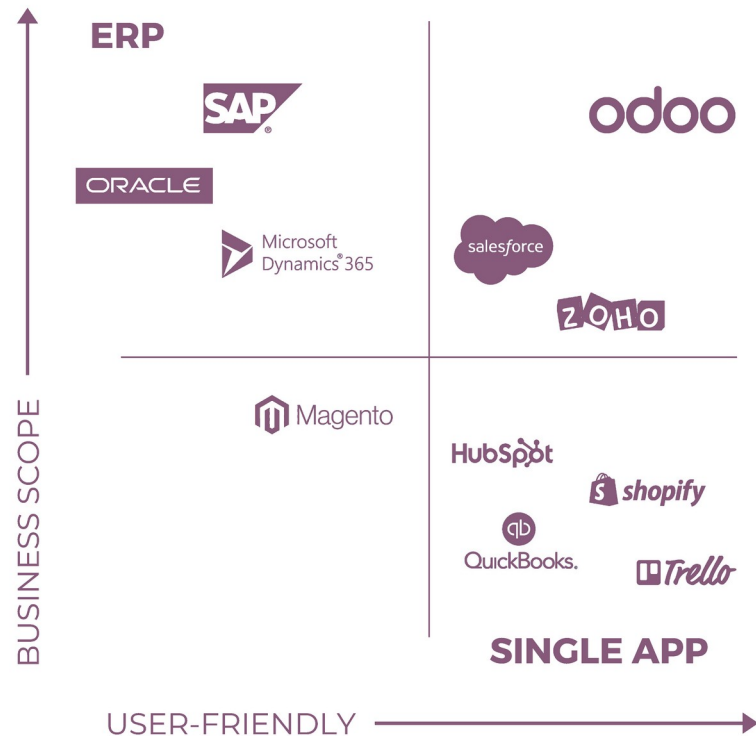 ERP
SAP®
odoo
ORACLE
Microsoft
Dynamics® 365
salesforce
ZOHO
Magento
HubSpot
shopify
qb
QuickBooks.
Trello
SINGLE APP
BUSINESS SCOPE
USER-FRIENDLY